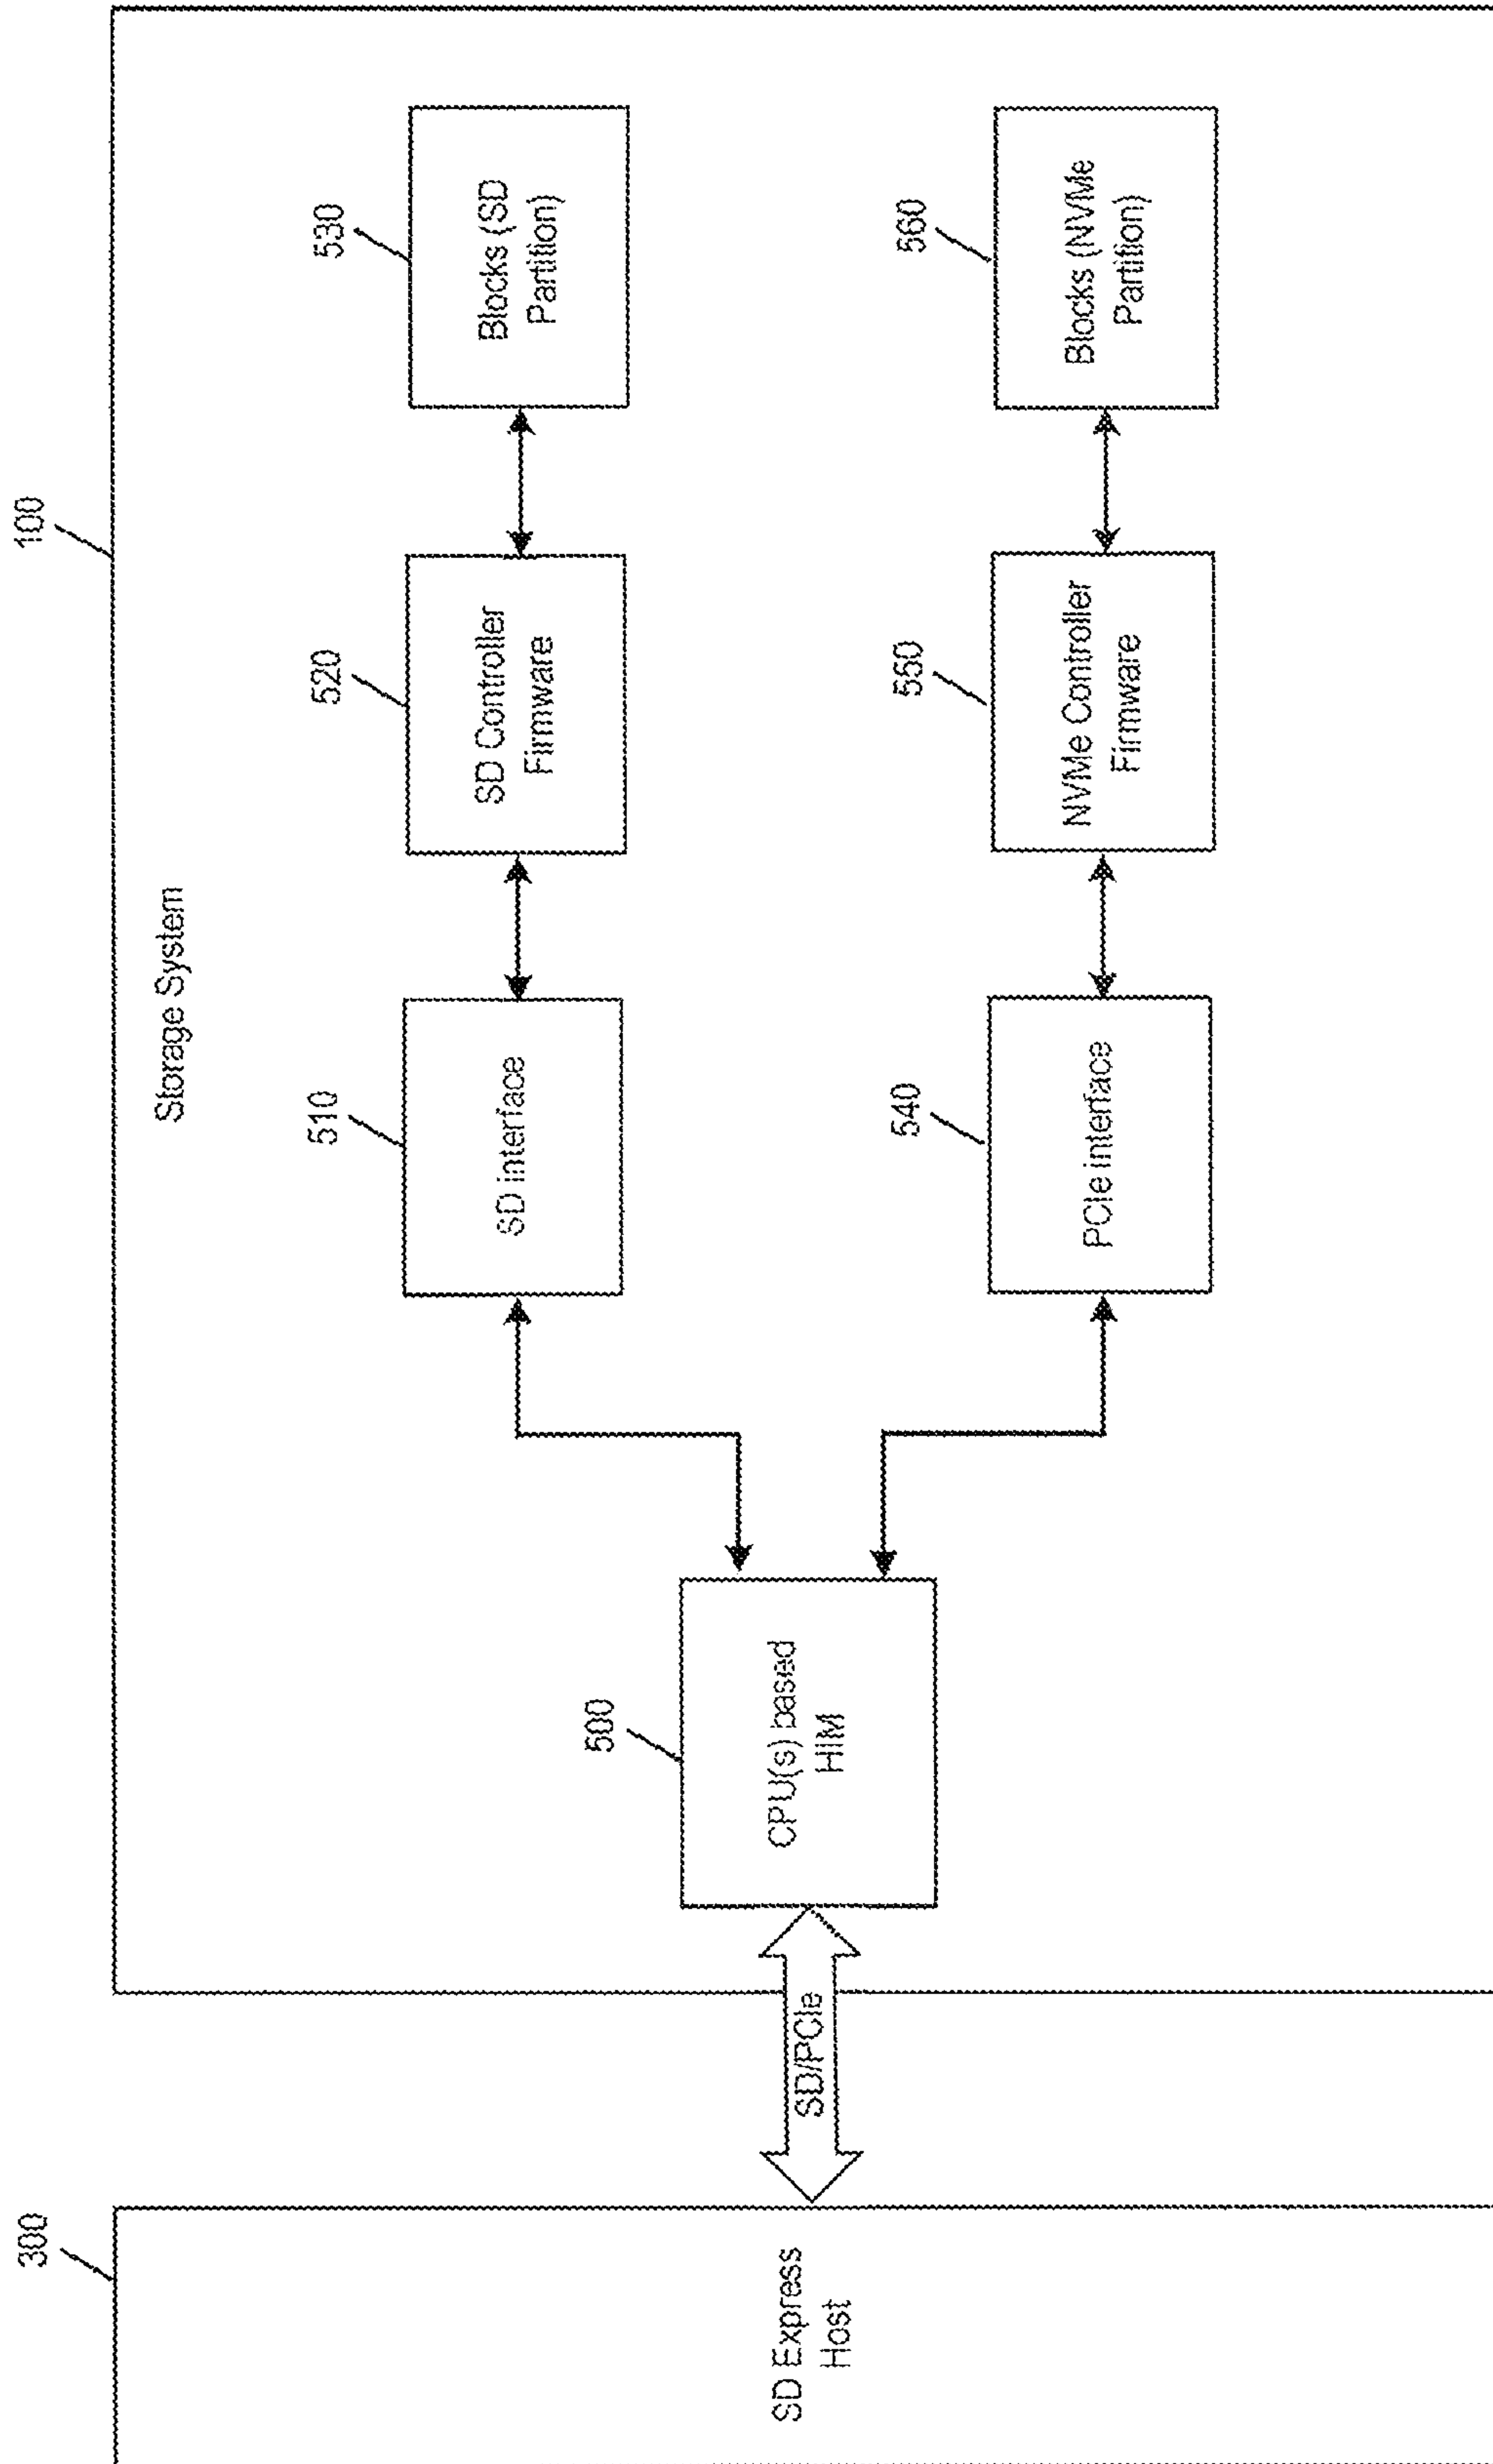 300
SD Express
Host
SD/PCIe
100
Storage System
500
CPU(s) based
HIM
510
SD interface
520
SD Controller
Firmware
530
Blocks (SD
Partition)
540
PCIe interface
550
NVMe Controller
Firmware
560
Blocks (NVMe
Partition)